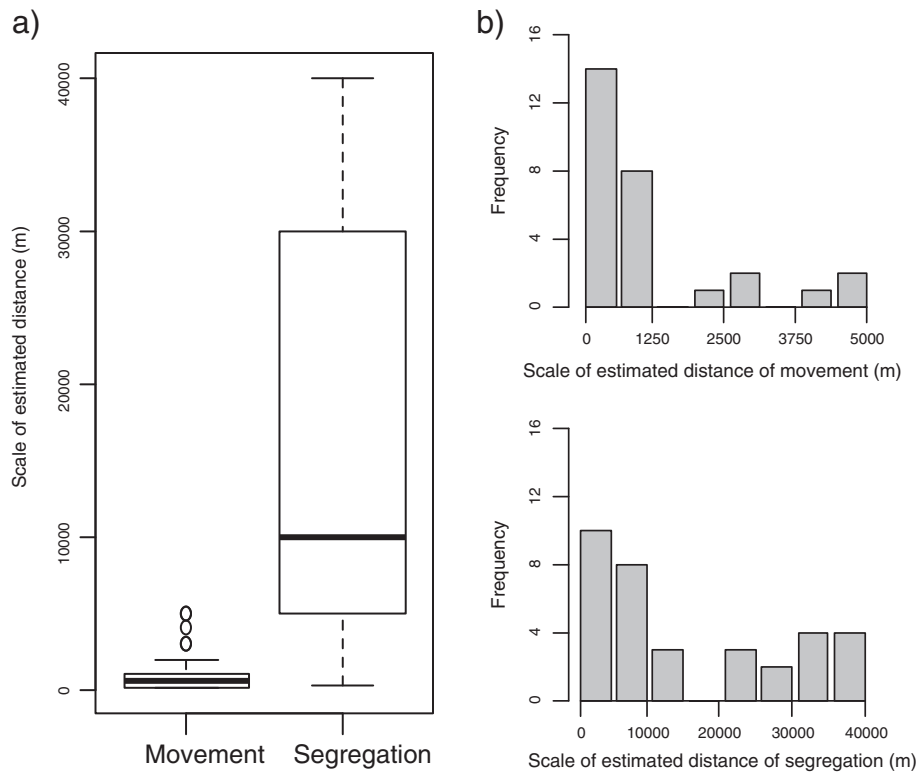 a)
Scale of estimated distance (m)
40000
30000
20000
10000
0
Movement
Segregation
b)
Frequency
16
12
8
4
0
0 1250 2500 3750 5000
Scale of estimated distance of movement (m)
Frequency
16
12
8
4
0
0 10000 20000 30000 40000
Scale of estimated distance of segregation (m)